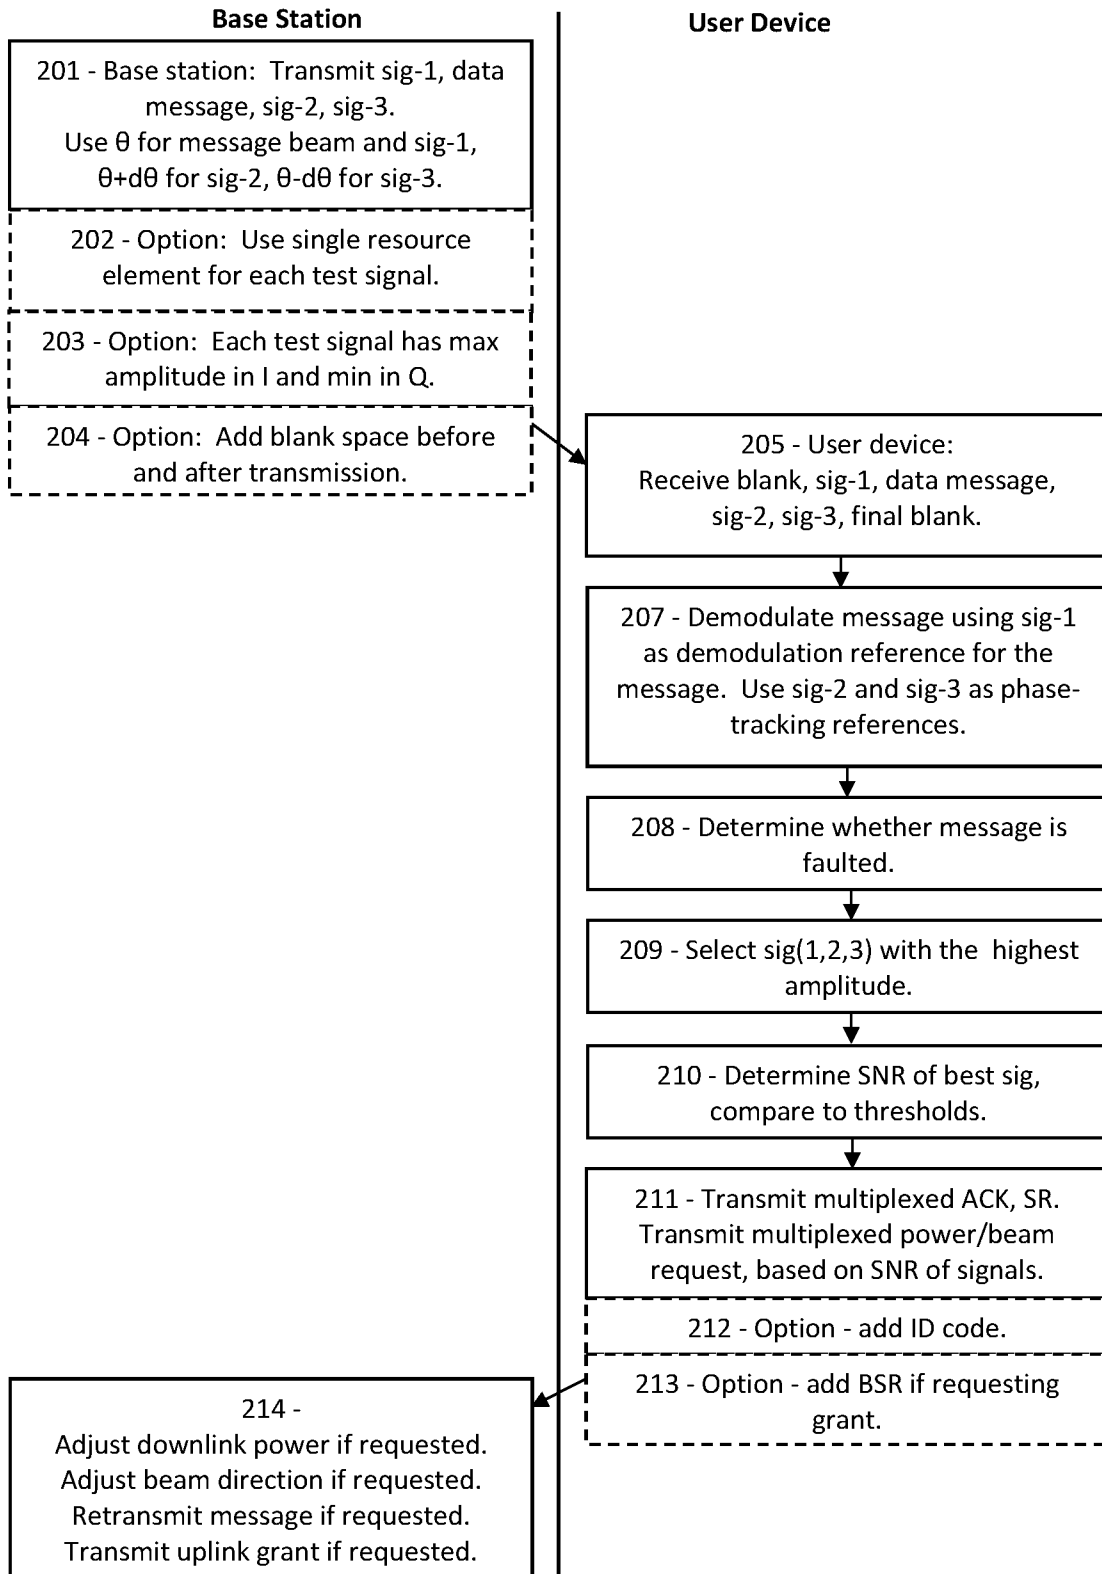 Base Station
User Device
201 - Base station:  Transmit sig-1, data
message, sig-2, sig-3.
Use θ for message beam and sig-1,
θ+dθ for sig-2, θ-dθ for sig-3.
202 - Option:  Use single resource
element for each test signal.
203 - Option:  Each test signal has max
amplitude in I and min in Q.
204 - Option:  Add blank space before
and after transmission.
205 - User device:
Receive blank, sig-1, data message,
sig-2, sig-3, final blank.
207 - Demodulate message using sig-1
as demodulation reference for the
message.  Use sig-2 and sig-3 as phase-
tracking references.
208 - Determine whether message is
faulted.
209 - Select sig(1,2,3) with the  highest
amplitude.
210 - Determine SNR of best sig,
compare to thresholds.
211 - Transmit multiplexed ACK, SR.
Transmit multiplexed power/beam
request, based on SNR of signals.
212 - Option - add ID code.
213 - Option - add BSR if requesting
grant.
214 -
Adjust downlink power if requested.
Adjust beam direction if requested.
Retransmit message if requested.
Transmit uplink grant if requested.